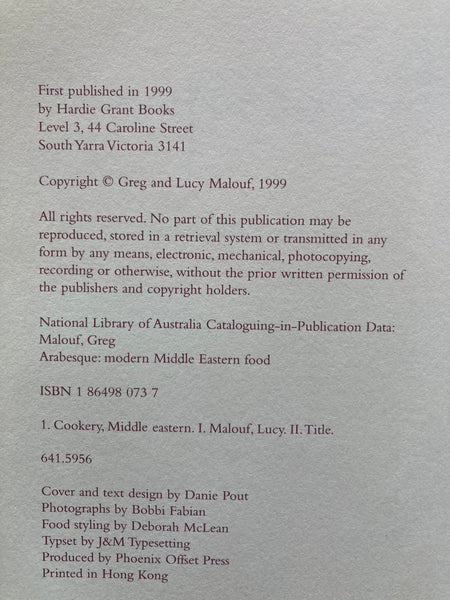 First published in 1999
by Hardie Grant Books
Level 3, 44 Caroline Street
South Yarra Victoria 3141
Copyright © Greg and Lucy Malouf, 1999
All rights reserved. No part of this publication may be
reproduced, stored in a retrieval system or transmitted in any
form by any means, electronic, mechanical, photocopying,
recording or otherwise, without the prior written permission of
the publishers and copyright holders.
National Library of Australia Cataloguing-in-Publication Data:
Malouf, Greg
Arabesque: modern Middle Eastern food
ISBN 1 86498 073 7
1. Cookery, Middle eastern. I. Malouf, Lucy. II. Title.
641.5956
Cover and text design by Danie Pout
Photographs by Bobbi Fabian
Food styling by Deborah McLean
Typset by J&M Typesetting
Produced by Phoenix Offset Press
Printed in Hong Kong